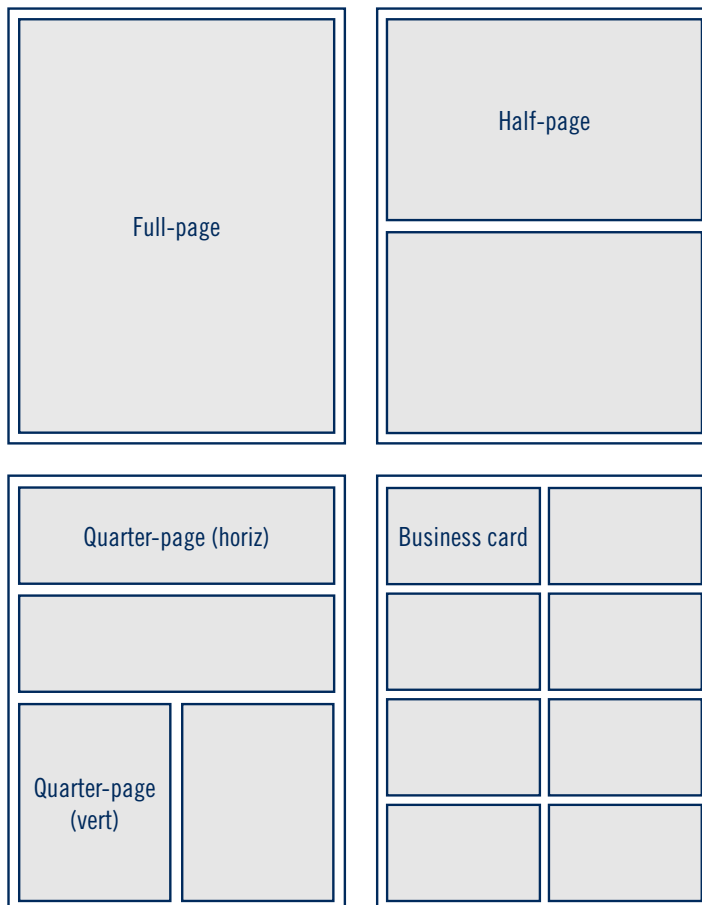 Full-page
Half-page
Quarter-page (horiz)
Business card
Quarter-page
(vert)